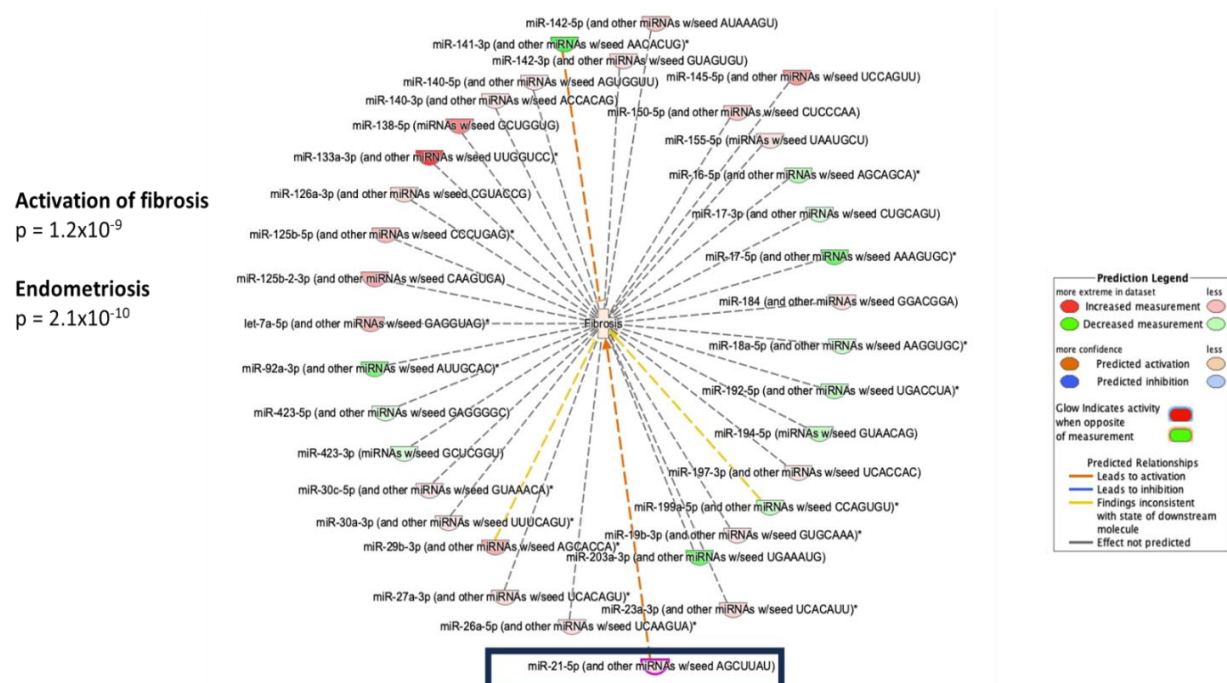 Activation of fibrosis
p = 1.2x10-9
Endometriosis
p = 2.1x10-10
miR-142-5p (and other miRNAs w/seed AUAAAGU)
miR-141-3p (and other miRNAs w/seed AACACUG)*
miR-142-3p (and other miRNAs w/seed GUAGUGU)
miR-145-5p (and other miRNAs w/seed UCCAGUU)
miR-140-5p (and other miRNAs w/seed AGUGGUU)
miR-140-3p (and other miRNAs w/seed ACCACAG)
miR-150-5p (and other miRNAs w/seed CUCCCAA)
miR-138-5p (miRNAs w/seed GCUGGUG)
miR-155-5p (miRNAs w/seed UAAUGCU)
miR-133a-3p (and other miRNAs w/seed UUGGUCC)*
miR-16-5p (and other miRNAs w/seed AGCAGCA)*
miR-126a-3p (and other miRNAs w/seed CGUACCG)
miR-17-3p (and other miRNAs w/seed CUGCAGU)
miR-125b-5p (and other miRNAs w/seed CCCUGAG)*
miR-17-5p (and other miRNAs w/seed AAAGUGC)*
miR-125b-2-3p (and other miRNAs w/seed CAAGUCA)
miR-184 (and other miRNAs w/seed GGACGGA)
let-7a-5p (and other miRNAs w/seed GAGGUAG)*
Fibrosis
miR-18a-5p (and other miRNAs w/seed AAGGUGC)*
miR-92a-3p (and other miRNAs w/seed AUUGCAC)*
miR-192-5p (and other miRNAs w/seed UGACCUA)*
miR-423-5p (and other miRNAs w/seed GAGGGGC)
miR-194-5p (miRNAs w/seed GUAACAG)
miR-423-3p (miRNAs w/seed GCUCGGU)
miR-197-3p (and other miRNAs w/seed UCACCAC)
miR-30c-5p (and other miRNAs w/seed GUAAACA)*
miR-199a-5p (and other miRNAs w/seed CCAGUGU)*
miR-30a-3p (and other miRNAs w/seed UUUCAGU)*
miR-19b-3p (and other miRNAs w/seed GUGCAAA)*
miR-29b-3p (and other miRNAs w/seed AGCACCA)*
miR-203a-3p (and other miRNAs w/seed UGAAAUG)
miR-27a-3p (and other miRNAs w/seed UCACAGU)*
miR-23a-3p (and other miRNAs w/seed UCACAUU)*
miR-26a-5p (and other miRNAs w/seed UCAAGUA)*
miR-21-5p (and other miRNAs w/seed AGCUUAU)
Prediction Legend
more extreme in dataset less
Increased measurement
Decreased measurement
more confidence less
Predicted activation
Predicted inhibition
Glow Indicates activity
when opposite
of measurement
Predicted Relationships
Leads to activation
Leads to inhibition
Findings inconsistent
with state of downstream
molecule
Effect not predicted